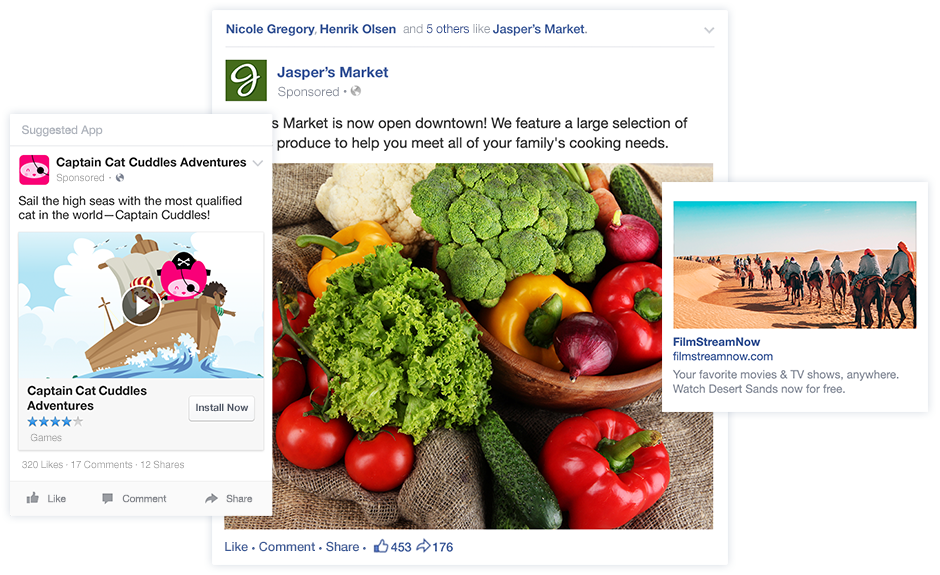 Nicole Gregory, Henrik Olsen and 5 others like Jasper's Market.
Jasper's Market
Sponsored ·
s Market is now open downtown! We feature a large selection of
produce to help you meet all of your family's cooking needs.
Like · Comment · Share · 453 176
Suggested App
Captain Cat Cuddles Adventures
Sponsored ·
Sail the high seas with the most qualified
cat in the world—Captain Cuddles!
Captain Cat Cuddles
Adventures
Install Now
Games
320 Likes · 17 Comments · 12 Shares
Like Comment Share
FilmStreamNow
filmstreamnow.com
Your favorite movies & TV shows, anywhere.
Watch Desert Sands now for free.